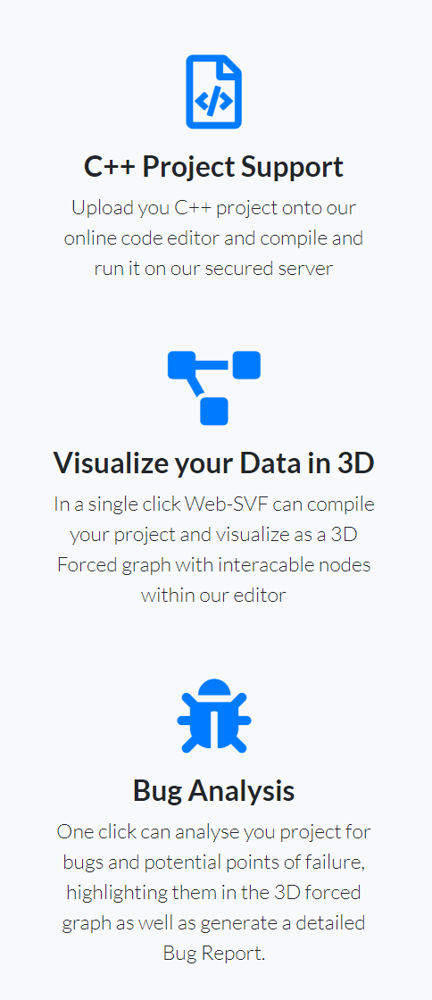 C++ Project Support
Upload you C++ project onto our
online code editor and compile and
run it on our secured server
Visualize your Data in 3D
In a single click Web-SVF can compile
your project and visualize as a 3D
Forced graph with interacable nodes
within our editor
Bug Analysis
One click can analyse you project for
bugs and potential points of failure,
highlighting them in the 3D forced
graph as well as generate a detailed
Bug Report.